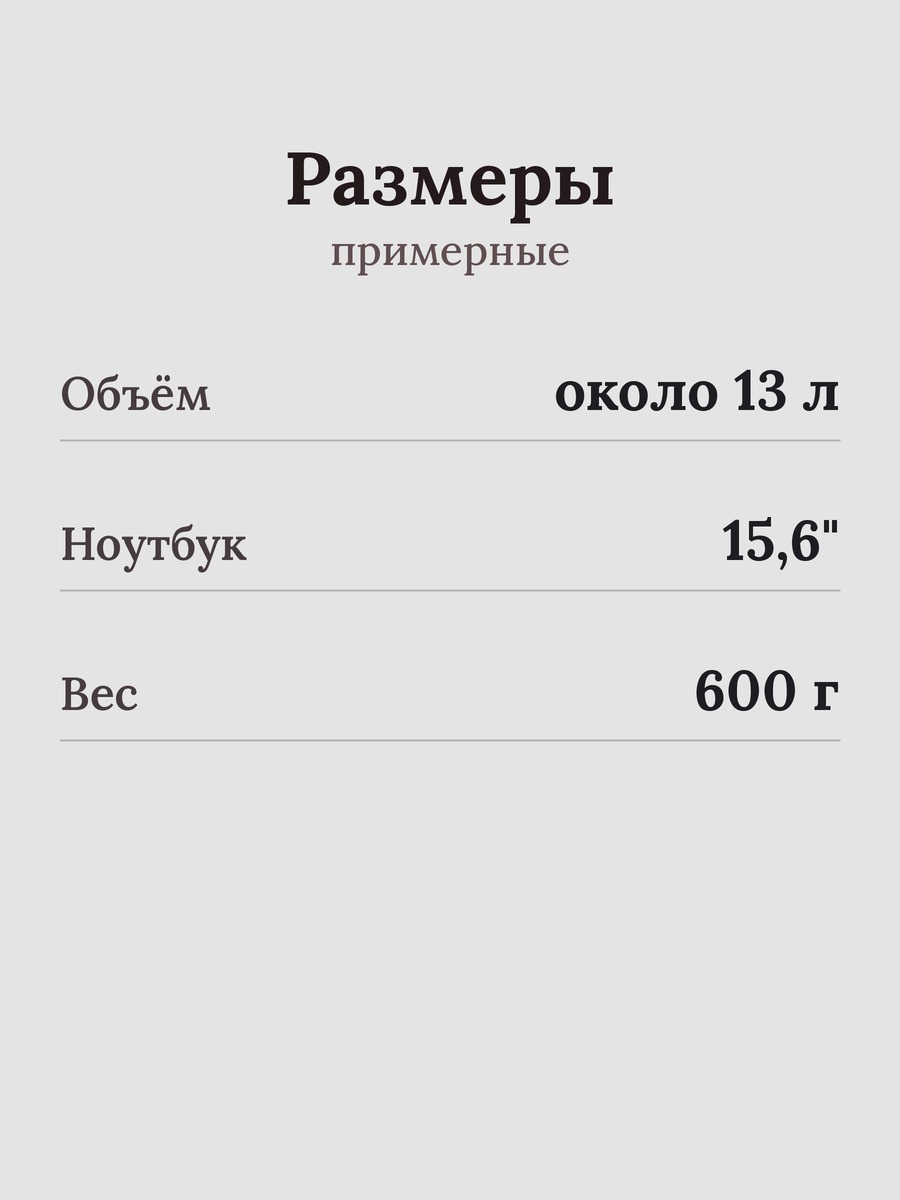 Размеры
примерные
Объём около 13 л
Ноутбук 15,6"
Вес 600 г